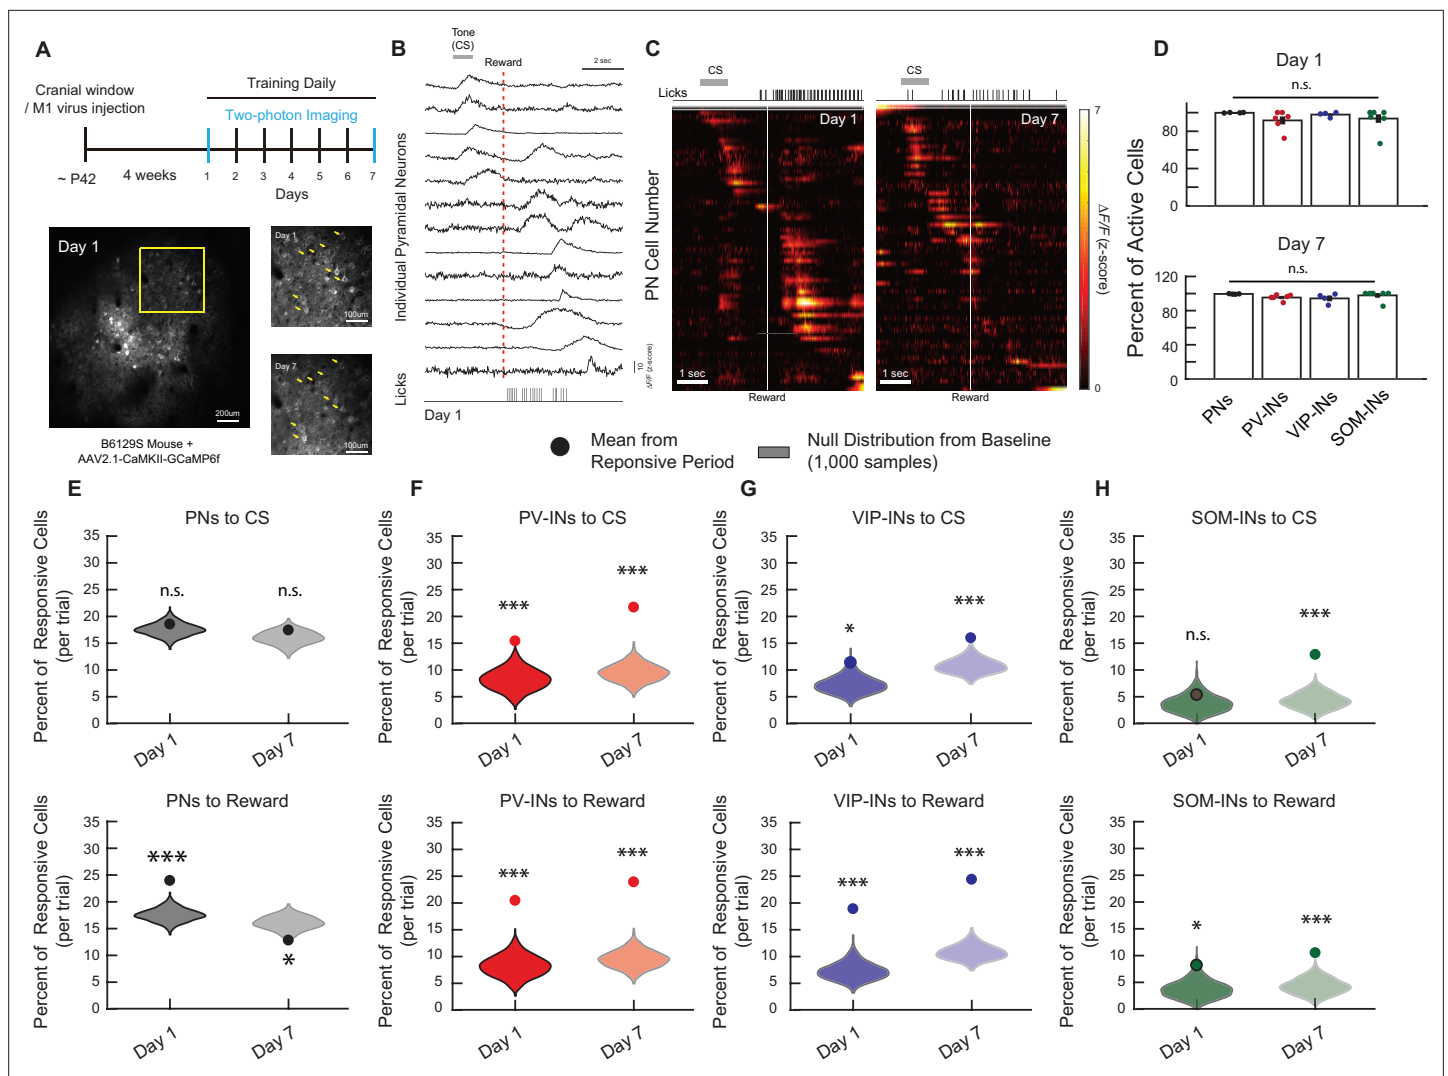 A
Cranial window
/ M1 virus injection
Training Daily
Two-photon Imaging
~ P42
4 weeks
1 2 3 4 5 6 7
Days
Day 1
200um
B6129S Mouse +
AAV2.1-CaMKII-GCaMP6f
Day 1
100um
Day 7
100um
B
Tone
(CS)
Reward
2 sec
Individual Pyramidal Neurons
10
ΔF/F (z-score)
Licks
Day 1
C
CS
CS
Licks
Day 1
Day 7
PN Cell Number
1 sec
1 sec
Reward
Reward
7
0
ΔF/F (z-score)
D
Day 1
n.s.
80
0
Day 7
n.s.
120
80
40
0
Percent of Active Cells
PNs
PV-INs
VIP-INs
SOM-INs
Mean from
Reponsive Period
Null Distribution from Baseline
(1,000 samples)
E
PNs to CS
Percent of Responsive Cells
(per trial)
35
30
25
20
15
10
5
0
n.s.
n.s.
Day 1
Day 7
PNs to Reward
Percent of Responsive Cells
(per trial)
35
30
25
20
15
10
5
0
***
*
Day 1
Day 7
F
PV-INs to CS
Percent of Responsive Cells
(per trial)
35
30
25
20
15
10
5
0
***
***
Day 1
Day 7
PV-INs to Reward
Percent of Responsive Cells
(per trial)
35
30
25
20
15
10
5
0
***
***
Day 1
Day 7
G
VIP-INs to CS
Percent of Responsive Cells
(per trial)
35
30
25
20
15
10
5
0
*
***
Day 1
Day 7
VIP-INs to Reward
Percent of Responsive Cells
(per trial)
35
30
25
20
15
10
5
0
***
***
Day 1
Day 7
H
SOM-INs to CS
Percent of Responsive Cells
(per trial)
35
30
25
20
15
10
5
0
n.s.
***
Day 1
Day 7
SOM-INs to Reward
Percent of Responsive Cells
(per trial)
35
30
25
20
15
10
5
0
*
***
Day 1
Day 7